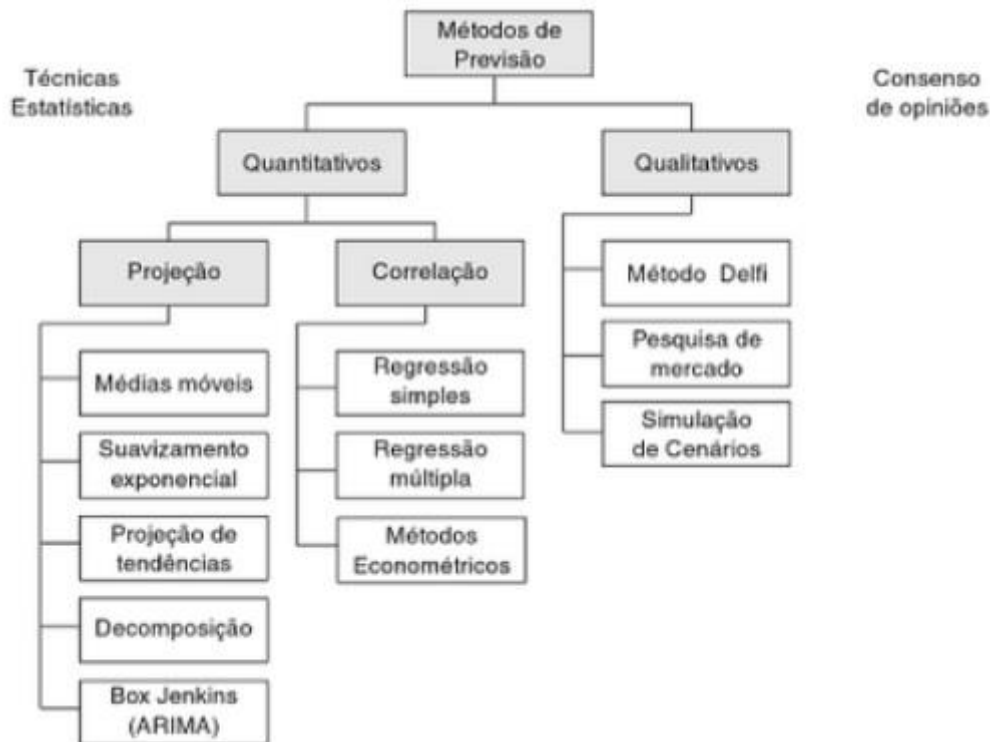 Métodos de
Previsão
Técnicas
Estatísticas
Consenso
de opiniões
Quantitativos
Qualitativos
Projeção
Correlação
Médias móveis
Suavizamento
exponencial
Projeção de
tendências
Decomposição
Box Jenkins
(ARIMA)
Regressão
simples
Regressão
múltipla
Métodos
Econométricos
Método Delfi
Pesquisa de
mercado
Simulação
de Cenários